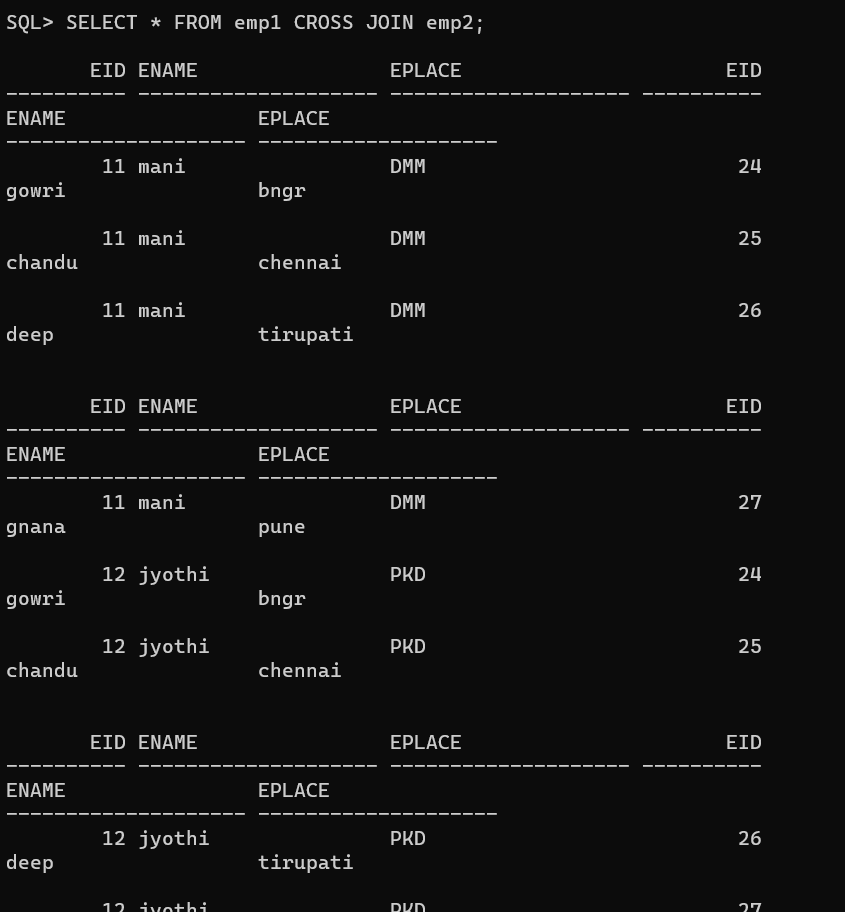 SQL> SELECT * FROM emp1 CROSS JOIN emp2;
EID ENAME EPLACE EID
---------- -------------------- -------------------- ----------
ENAME EPLACE
-------------------- --------------------
11 mani DMM 24
gowri bngr
11 mani DMM 25
chandu chennai
11 mani DMM 26
deep tirupati
EID ENAME EPLACE EID
---------- -------------------- -------------------- ----------
ENAME EPLACE
-------------------- --------------------
11 mani DMM 27
gnana pune
12 jyothi PKD 24
gowri bngr
12 jyothi PKD 25
chandu chennai
EID ENAME EPLACE EID
---------- -------------------- -------------------- ----------
ENAME EPLACE
-------------------- --------------------
12 jyothi PKD 26
deep tirupati
12 jyothi PKD 27